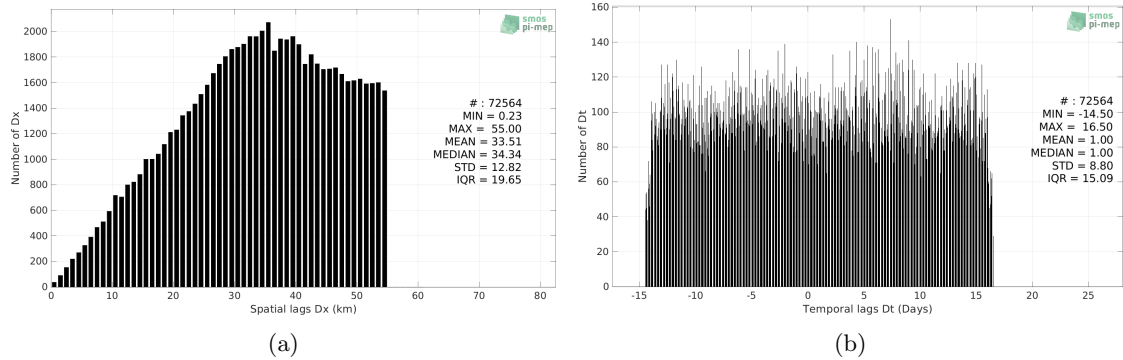 smos
pi-mep
2000
1800
1600
1400
1200
1000
800
600
400
200
0
Number of Dx
# : 72564
MIN = 0.23
MAX = 55.00
MEAN = 33.51
MEDIAN = 34.34
STD = 12.82
IQR = 19.65
0 10 20 30 40 50 60 70 80
Spatial lags Dx (km)
(a)
smos
pi-mep
160
140
120
100
80
60
40
20
0
Number of Dt
# : 72564
MIN = -14.50
MAX = 16.50
MEAN = 1.00
MEDIAN = 1.00
STD = 8.80
IQR = 15.09
-15 -10 -5 0 5 10 15 20 25
Temporal lags Dt (Days)
(b)